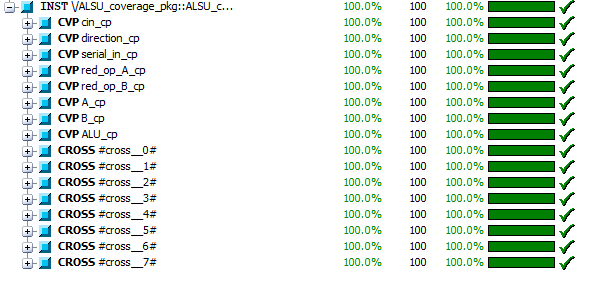 INST \/ALSU_coverage_pkg::ALSU_c... 100.0% 100 100.0%
CVP cin_cp 100.0% 100 100.0%
CVP direction_cp 100.0% 100 100.0%
CVP serial_in_cp 100.0% 100 100.0%
CVP red_op_A_cp 100.0% 100 100.0%
CVP red_op_B_cp 100.0% 100 100.0%
CVP A_cp 100.0% 100 100.0%
CVP B_cp 100.0% 100 100.0%
CVP ALU_cp 100.0% 100 100.0%
CROSS #cross__0# 100.0% 100 100.0%
CROSS #cross__1# 100.0% 100 100.0%
CROSS #cross__2# 100.0% 100 100.0%
CROSS #cross__3# 100.0% 100 100.0%
CROSS #cross__4# 100.0% 100 100.0%
CROSS #cross__5# 100.0% 100 100.0%
CROSS #cross__6# 100.0% 100 100.0%
CROSS #cross__7# 100.0% 100 100.0%